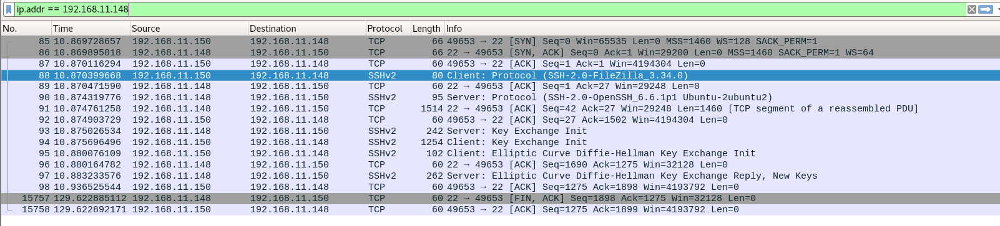 ip.addr == 192.168.11.148
No. Time Source Destination Protocol Length Info
85 10.869728657 192.168.11.150 192.168.11.148 TCP 66 49653 → 22 [SYN] Seq=0 Win=65535 Len=0 MSS=1460 WS=128 SACK_PERM=1
86 10.869895818 192.168.11.148 192.168.11.150 TCP 66 22 → 49653 [SYN, ACK] Seq=0 Ack=1 Win=29200 Len=0 MSS=1460 SACK_PERM=1 WS=64
87 10.870116294 192.168.11.150 192.168.11.148 TCP 60 49653 → 22 [ACK] Seq=1 Ack=1 Win=4194304 Len=0
88 10.870399668 192.168.11.150 192.168.11.148 SSHv2 80 Client: Protocol (SSH-2.0-FileZilla_3.34.0)
89 10.870471590 192.168.11.148 192.168.11.150 TCP 60 22 → 49653 [ACK] Seq=1 Ack=27 Win=29248 Len=0
90 10.874319776 192.168.11.148 192.168.11.150 SSHv2 95 Server: Protocol (SSH-2.0-OpenSSH_6.6.1p1 Ubuntu-2ubuntu2)
91 10.874761258 192.168.11.148 192.168.11.150 TCP 1514 22 → 49653 [ACK] Seq=42 Ack=27 Win=29248 Len=1460 [TCP segment of a reassembled PDU]
92 10.874903729 192.168.11.150 192.168.11.148 TCP 60 49653 → 22 [ACK] Seq=27 Ack=1502 Win=4194304 Len=0
93 10.875026534 192.168.11.148 192.168.11.150 SSHv2 242 Server: Key Exchange Init
94 10.875696496 192.168.11.150 192.168.11.148 SSHv2 1254 Client: Key Exchange Init
95 10.880076109 192.168.11.150 192.168.11.148 SSHv2 102 Client: Elliptic Curve Diffie-Hellman Key Exchange Init
96 10.880164782 192.168.11.148 192.168.11.150 TCP 60 22 → 49653 [ACK] Seq=1690 Ack=1275 Win=32128 Len=0
97 10.883233576 192.168.11.148 192.168.11.150 SSHv2 262 Server: Elliptic Curve Diffie-Hellman Key Exchange Reply, New Keys
98 10.936525544 192.168.11.150 192.168.11.148 TCP 60 49653 → 22 [ACK] Seq=1275 Ack=1898 Win=4193792 Len=0
15757 129.622885112 192.168.11.148 192.168.11.150 TCP 60 22 → 49653 [FIN, ACK] Seq=1898 Ack=1275 Win=32128 Len=0
15758 129.622892171 192.168.11.150 192.168.11.148 TCP 60 49653 → 22 [ACK] Seq=1275 Ack=1899 Win=4193792 Len=0